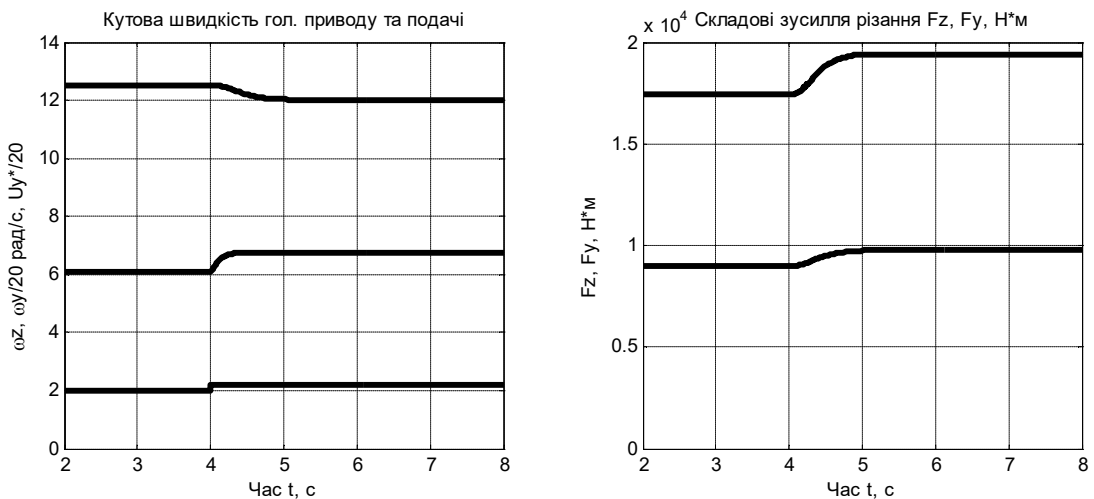 Кутова швидкість гол. приводу та подачі
14
12
10
8
6
4
2
0
2 3 4 5 6 7 8
Час t, с
ωz, ωy/20 рад/с, Uy*/20
x 10⁴ Складові зусилля різання Fz, Fy, Н*м
2
1.5
1
0.5
0
2 3 4 5 6 7 8
Час t, с
Fz, Fy, Н*м